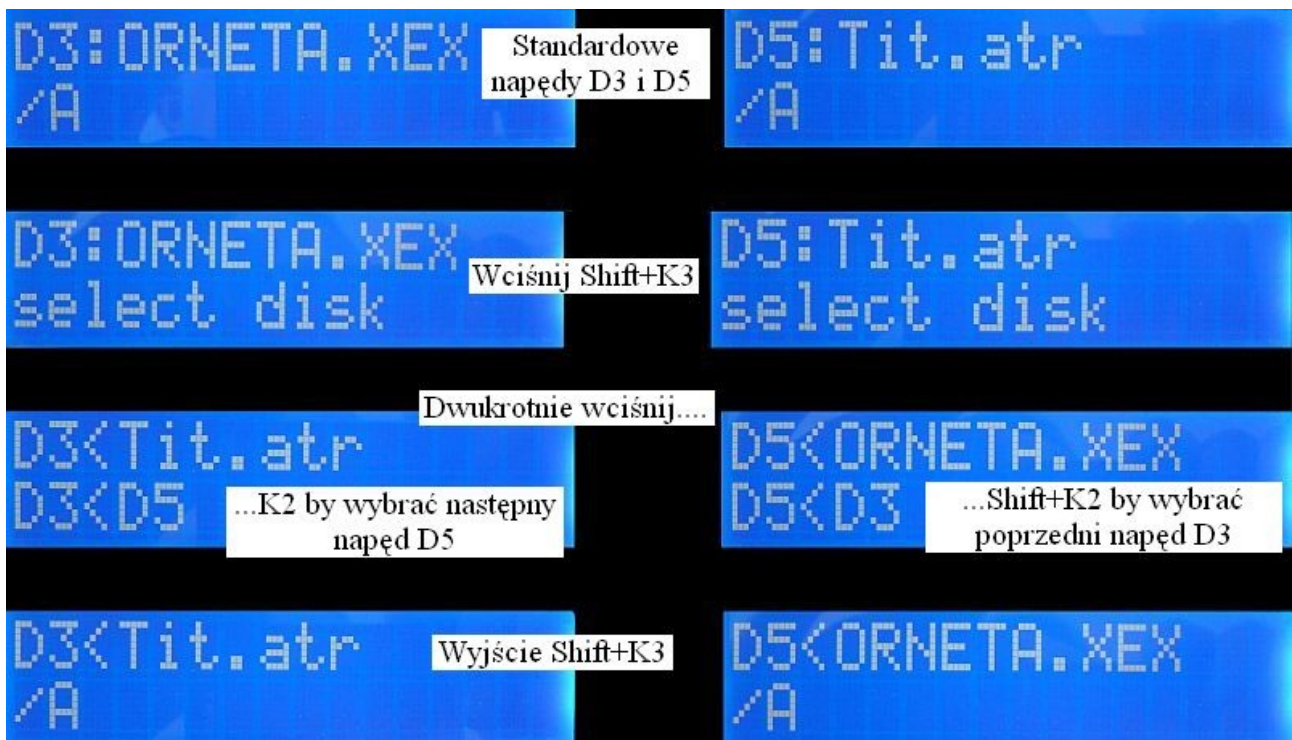 D3:ORNETA.XEX
/A
Standardowe
napędy D3 i D5
D5:Tit.atr
/A
D3:ORNETA.XEX
select disk
Wciśnij Shift+K3
D5:Tit.atr
select disk
Dwukrotnie wciśnij....
D3<Tit.atr
D3<D5
...K2 by wybrać następny
napęd D5
D5<ORNETA.XEX
D5<D3
...Shift+K2 by wybrać
poprzedni napęd D3
D3<Tit.atr
/A
Wyjście Shift+K3
D5<ORNETA.XEX
/A